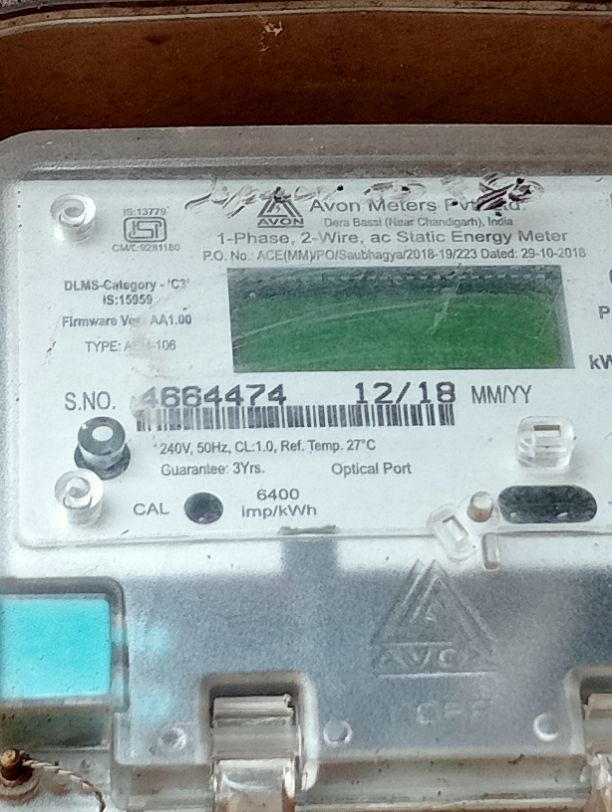 IS:13779
AVON
Avon Meters
Dera Bassi (Near Chandigarh), India
CM/L:9281180
1-Phase, 2-Wire, ac Static Energy Meter
P.O. No.: ACE(MM)/PO/Saubhagya/2018-19/223 Dated: 29-10-2018
DLMS-Category - 'C3'
IS:15959
Firmware Ver. AA1.00
TYPE: -106
S.NO. 4664474 12/18 MM/YY
240V, 50Hz, CL:1.0, Ref. Temp. 27°C
Guarantee: 3Yrs. Optical Port
CAL 6400
imp/kWh
AVON